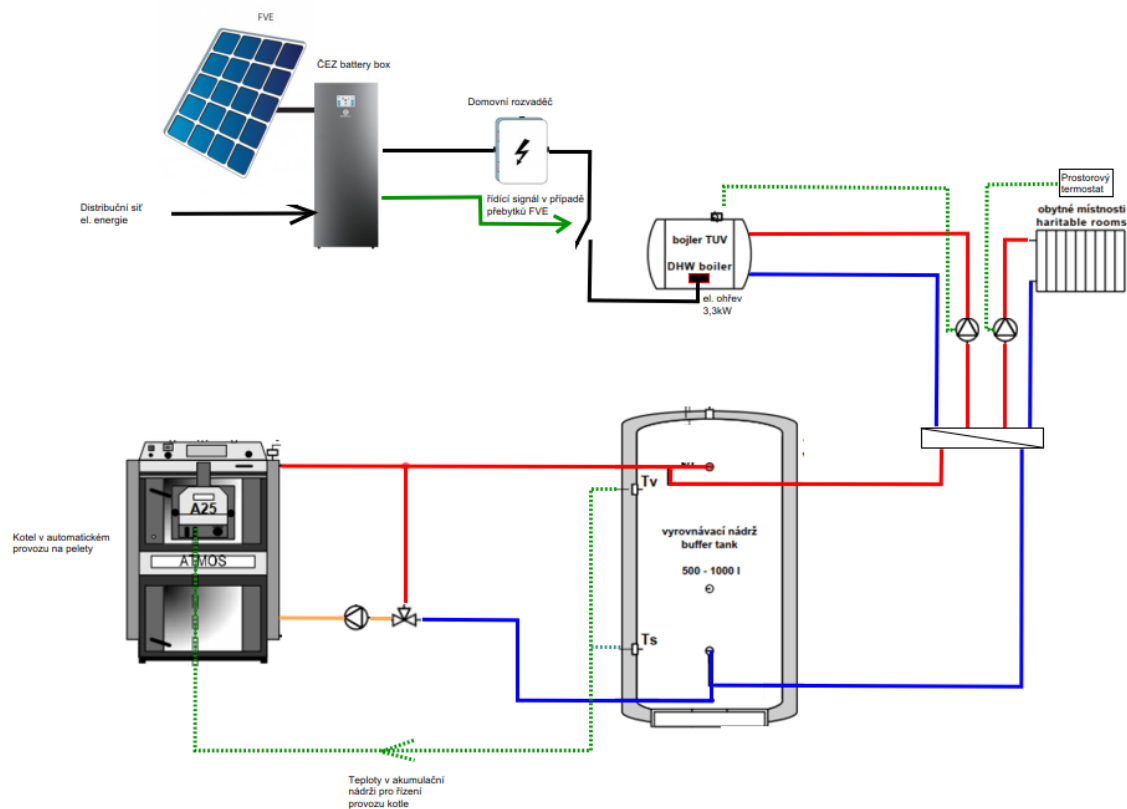 FVE
ČEZ battery box
Domovní rozvaděč
Distribuční siť
el. energie
řídící signál v případě
přebytků FVE
bojler TUV
DHW boiler
el. ohřev
3,3kW
Prostorový
termostat
obytné místnosti
haritable rooms
Kotel v automatickém
provozu na pelety
A25
ATMOS
Tv
vyrovnávací nádrž
buffer tank
500 - 1000 l
Ts
Teploty v akumulační
nádrži pro řízení
provozu kotle